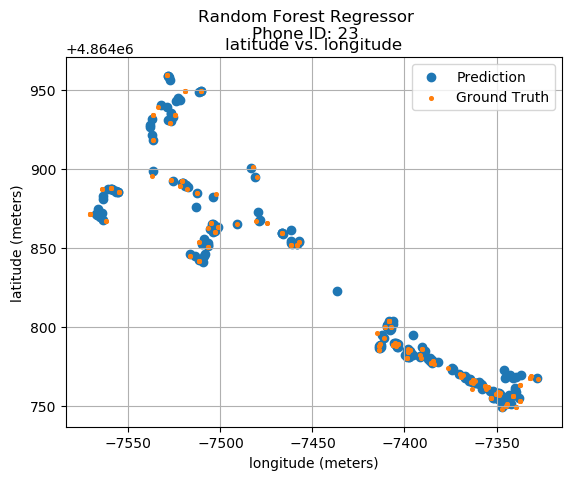 Random Forest Regressor
Phone ID: 23
latitude vs. longitude
+4.864e6
Prediction
Ground Truth
950
900
850
800
750
latitude (meters)
−7550
−7500
−7450
−7400
−7350
longitude (meters)